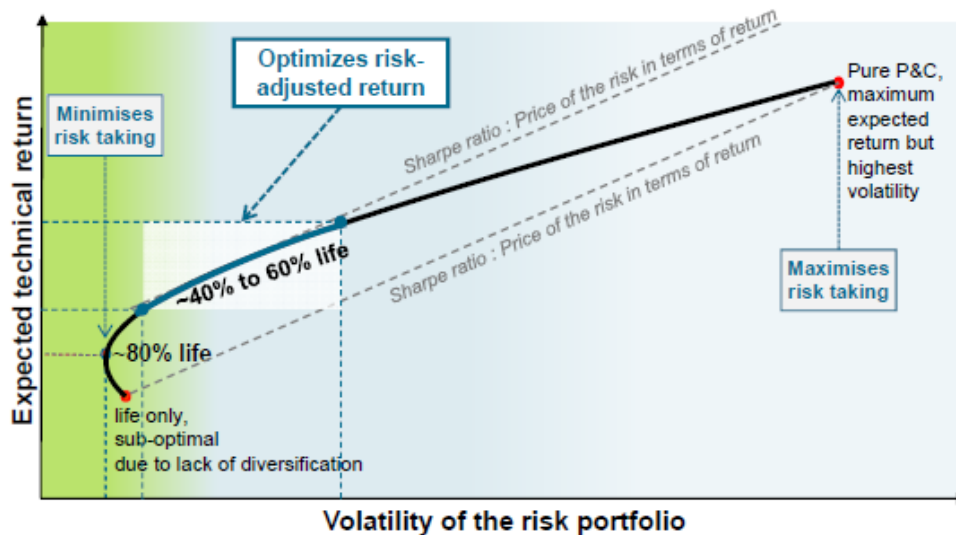 Expected technical return
Optimizes risk-
adjusted return
Minimises
risk taking
Sharpe ratio : Price of the risk in terms of return
Sharpe ratio : Price of the risk in terms of return
Pure P&C,
maximum
expected
return but
highest
volatility
Maximises
risk taking
~40% to 60% life
~80% life
life only,
sub-optimal
due to lack of diversification
Volatility of the risk portfolio